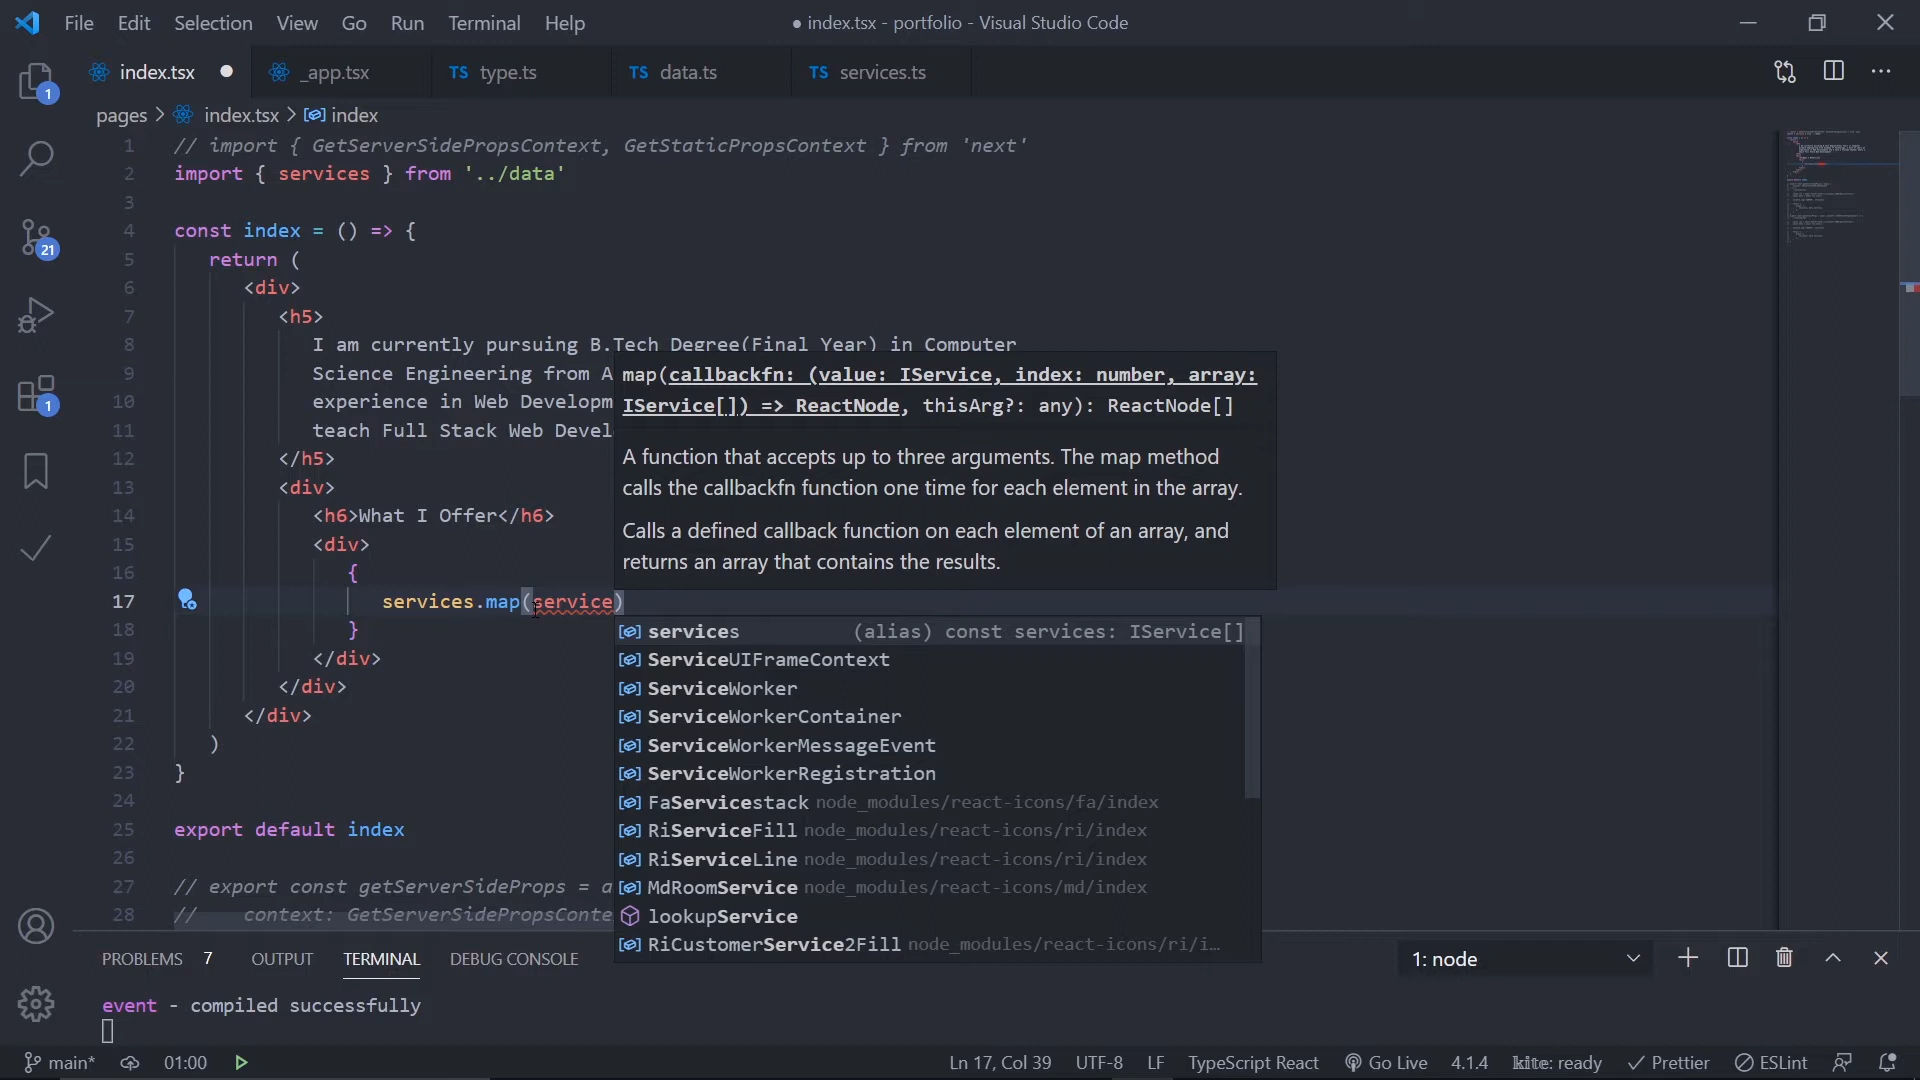 File Edit Selection View Go Run Terminal Help
● index.tsx - portfolio - Visual Studio Code
index.tsx
_app.tsx
TS type.ts
TS data.ts
TS services.ts
pages > index.tsx > index
1 // import { GetServerSidePropsContext, GetStaticPropsContext } from 'next'
2 import { services } from '../data'
3
4 const index = () => {
5 return (
6 <div>
7 <h5>
8 I am currently pursuing B.Tech Degree(Final Year) in Computer
9 Science Engineering from A
10 experience in Web Developm
11 teach Full Stack Web Devel
12 </h5>
13 <div>
14 <h6>What I Offer</h6>
15 <div>
16 {
17 services.map(service)
18 }
19 </div>
20 </div>
21 </div>
22 )
23 }
24
25 export default index
26
27 // export const getServerSideProps = a
28 // context: GetServerSidePropsConte
map(callbackfn: (value: IService, index: number, array:
IService[]) => ReactNode, thisArg?: any): ReactNode[]
A function that accepts up to three arguments. The map method
calls the callbackfn function one time for each element in the array.
Calls a defined callback function on each element of an array, and
returns an array that contains the results.
services (alias) const services: IService[]
ServiceUIFrameContext
ServiceWorker
ServiceWorkerContainer
ServiceWorkerMessageEvent
ServiceWorkerRegistration
FaServicestack node_modules/react-icons/fa/index
RiServiceFill node_modules/react-icons/ri/index
RiServiceLine node_modules/react-icons/ri/index
MdRoomService node_modules/react-icons/md/index
lookupService
RiCustomerService2Fill node_modules/react-icons/ri/i...
1
21
1
PROBLEMS 7 OUTPUT TERMINAL DEBUG CONSOLE
1: node
event - compiled successfully
main* 01:00
Ln 17, Col 39 UTF-8 LF TypeScript React Go Live 4.1.4 kite: ready Prettier ESLint